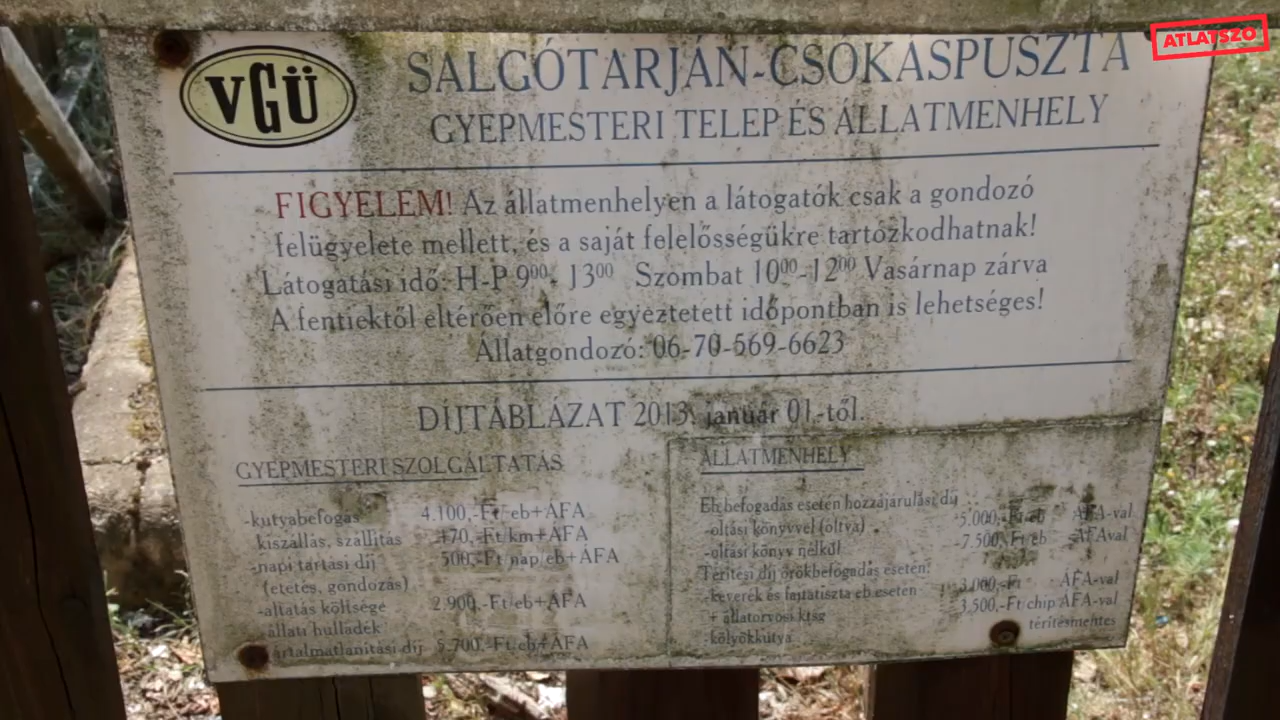 ATLATSZO
VGÜ
SALGÓTARJÁN-CSÓKASPUSZTA
GYEPMESTERI TELEP ÉS ÁLLATMENHELY
FIGYELEM! Az állatmenhelyen a látogatók csak a gondozó
felügyelete mellett, és a saját felelősségükre tartózkodhatnak!
Látogatási idő: H-P 9⁰⁰- 13⁰⁰ Szombat 10⁰⁰-12⁰⁰ Vasárnap zárva
A fentiektől eltérően előre egyeztetett időpontban is lehetséges!
Állatgondozó: 06-70-569-6623
DÍJTÁBLÁZAT 2013. január 01.-től.
GYEPMESTERI SZOLGÁLTATÁS
-kutyabefogás 4.100,-Ft/eb+ÁFA
kiszállás, szállítás 170,-Ft/km+ÁFA
-napi tartási díj 500,-Ft/nap/eb+ÁFA
(etetés, gondozás)
-altatás költsége 2.900,-Ft/eb+ÁFA
állati hulladék
ártalmatlanítási díj 5.700,-Ft/eb+ÁFA
ÁLLATMENHELY
Eb befogadás esetén hozzájárulási díj
-oltási könyvvel (oltva) 5.000,-Ft/eb ÁFA-val
-oltási könyv nélkül 7.500,-Ft/eb ÁFAval
Térítési díj örökbefogadás esetén:
-keverék és fajtatiszta eb esetén 3.000,-Ft ÁFA-val
+ állatorvosi ktsg 3.500,-Ft/chip ÁFA-val
-kölyökkutya térítésmentes